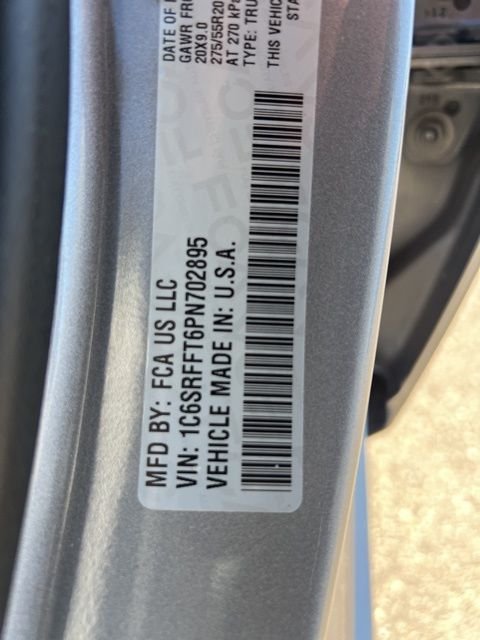 DATE OF
GAWR FR
20X9.0
275/55R20
AT 270 kPa
TYPE: TRU
THIS VEHIC
STA
MFD BY: FCA US LLC
VIN: 1C6SRFFT6PN702895
VEHICLE MADE IN: U.S.A.